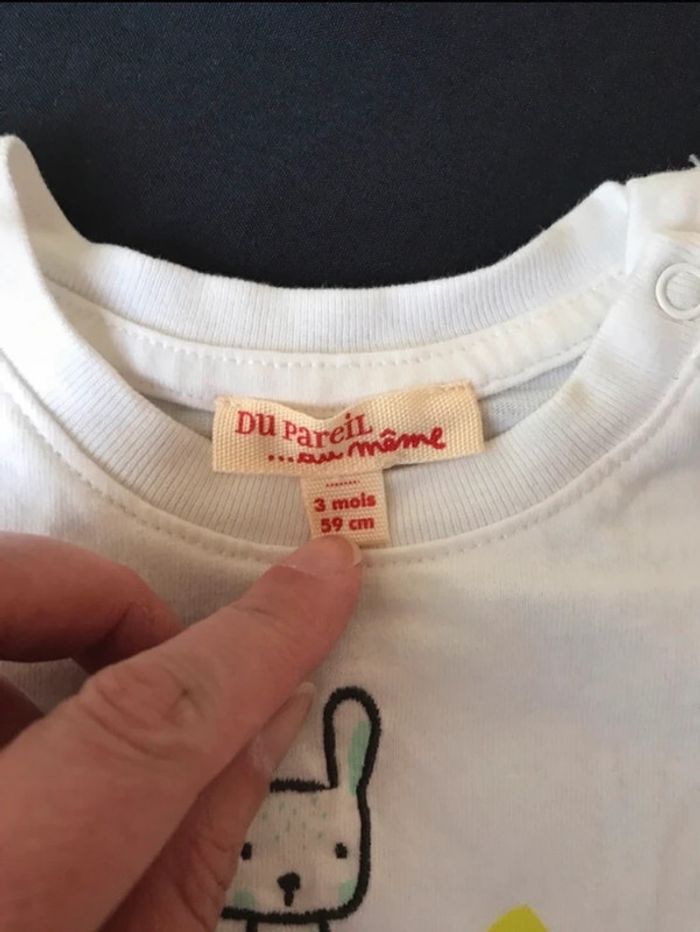 DU PAREIL
...au même
3 mois
59 cm